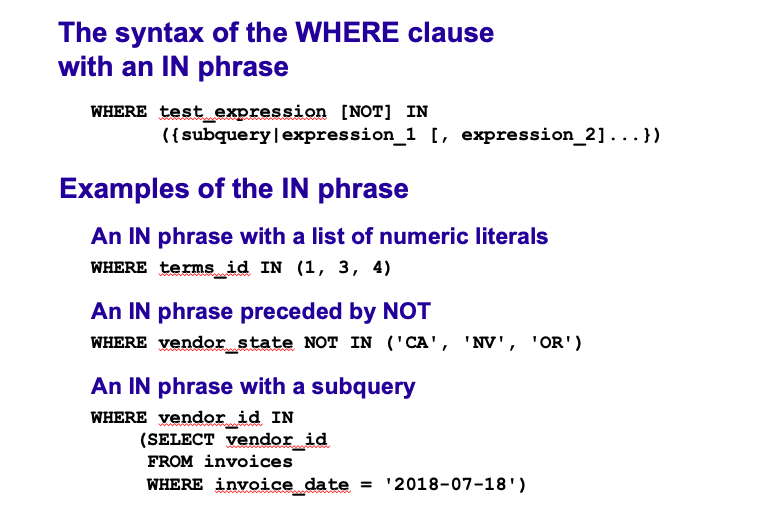 The syntax of the WHERE clause
with an IN phrase
WHERE test_expression [NOT] IN
({subquery|expression_1 [, expression_2]...})
Examples of the IN phrase
An IN phrase with a list of numeric literals
WHERE terms_id IN (1, 3, 4)
An IN phrase preceded by NOT
WHERE vendor_state NOT IN ('CA', 'NV', 'OR')
An IN phrase with a subquery
WHERE vendor_id IN
(SELECT vendor_id
FROM invoices
WHERE invoice_date = '2018-07-18')